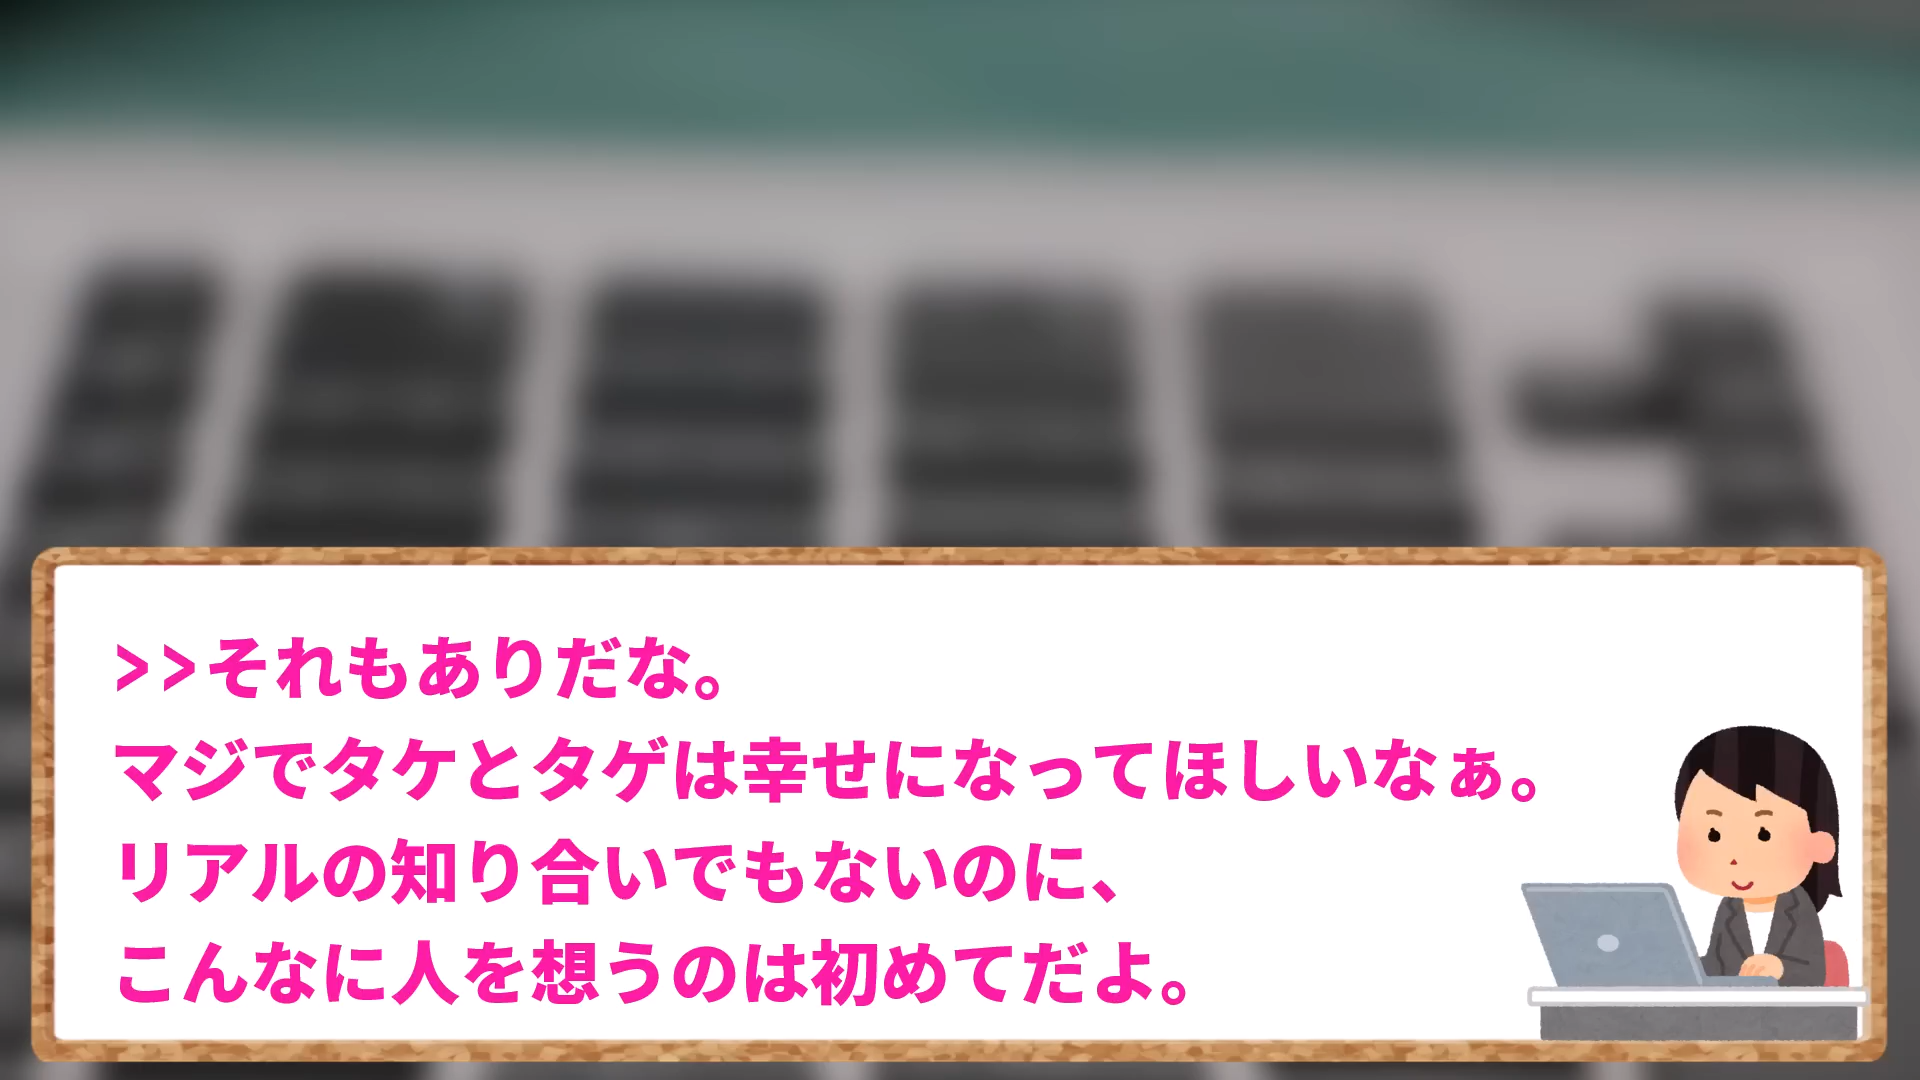 >>それもありだな。
マジでタケとタゲは幸せになってほしいなぁ。
リアルの知り合いでもないのに、
こんなに人を想うのは初めてだよ。